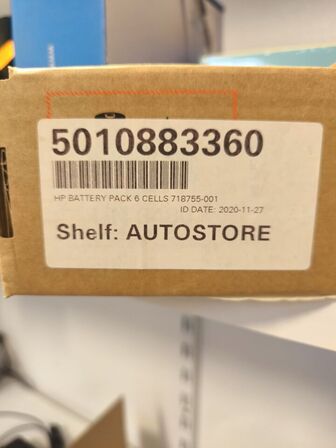 5010883360
HP BATTERY PACK 6 CELLS 718755-001
ID DATE: 2020-11-27
Shelf: AUTOSTORE